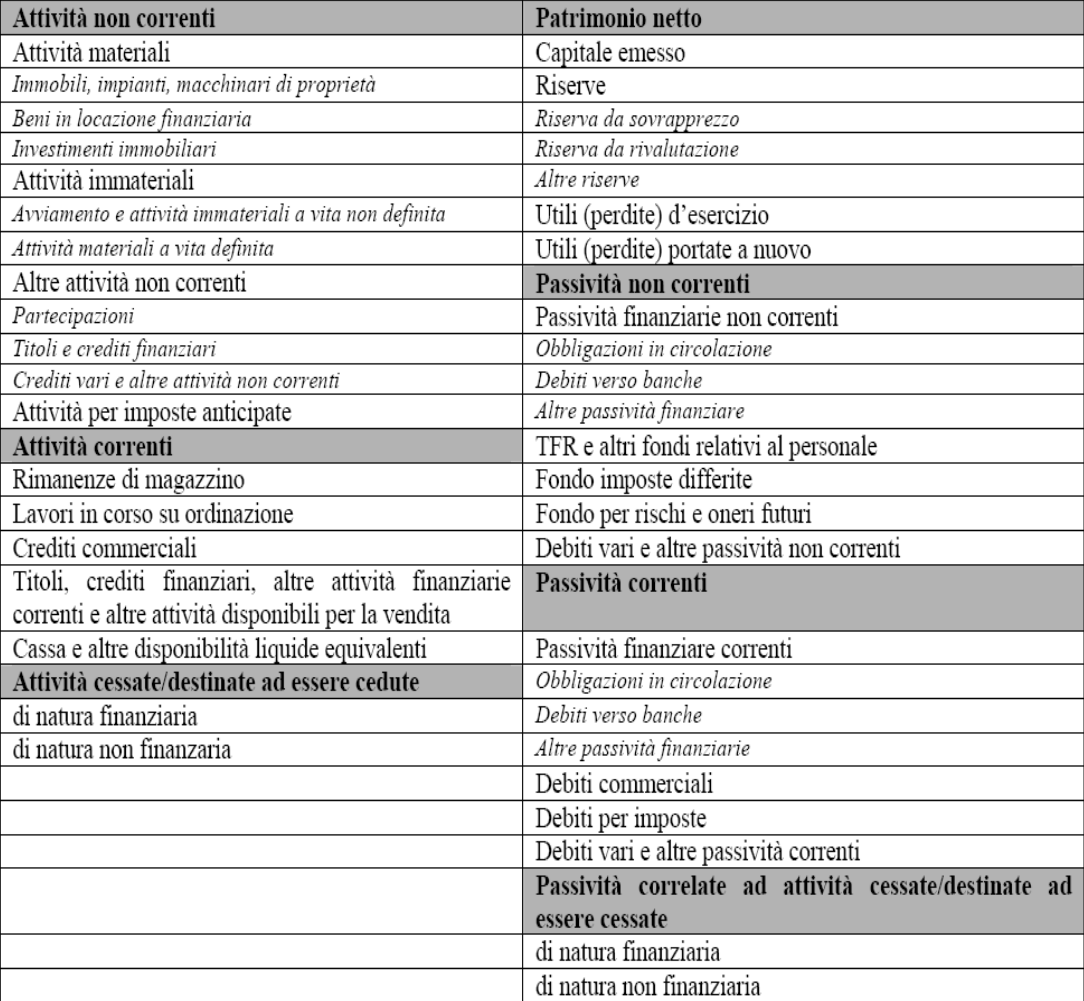 Attività non correnti
Attività materiali
Immobili, impianti, macchinari di proprietà
Beni in locazione finanziaria
Investimenti immobiliari
Attività immateriali
Avviamento e attività immateriali a vita non definita
Attività materiali a vita definita
Altre attività non correnti
Partecipazioni
Titoli e crediti finanziari
Crediti vari e altre attività non correnti
Attività per imposte anticipate
Attività correnti
Rimanenze di magazzino
Lavori in corso su ordinazione
Crediti commerciali
Titoli, crediti finanziari, altre attività finanziarie
correnti e altre attività disponibili per la vendita
Cassa e altre disponibilità liquide equivalenti
Attività cessate/destinate ad essere cedute
di natura finanziaria
di natura non finanzaria
Patrimonio netto
Capitale emesso
Riserve
Riserva da sovrapprezzo
Riserva da rivalutazione
Altre riserve
Utili (perdite) d'esercizio
Utili (perdite) portate a nuovo
Passività non correnti
Passività finanziarie non correnti
Obbligazioni in circolazione
Debiti verso banche
Altre passività finanziare
TFR e altri fondi relativi al personale
Fondo imposte differite
Fondo per rischi e oneri futuri
Debiti vari e altre passività non correnti
Passività correnti
Passività finanziare correnti
Obbligazioni in circolazione
Debiti verso banche
Altre passività finanziarie
Debiti commerciali
Debiti per imposte
Debiti vari e altre passività correnti
Passività correlate ad attività cessate/destinate ad
essere cessate
di natura finanziaria
di natura non finanziaria